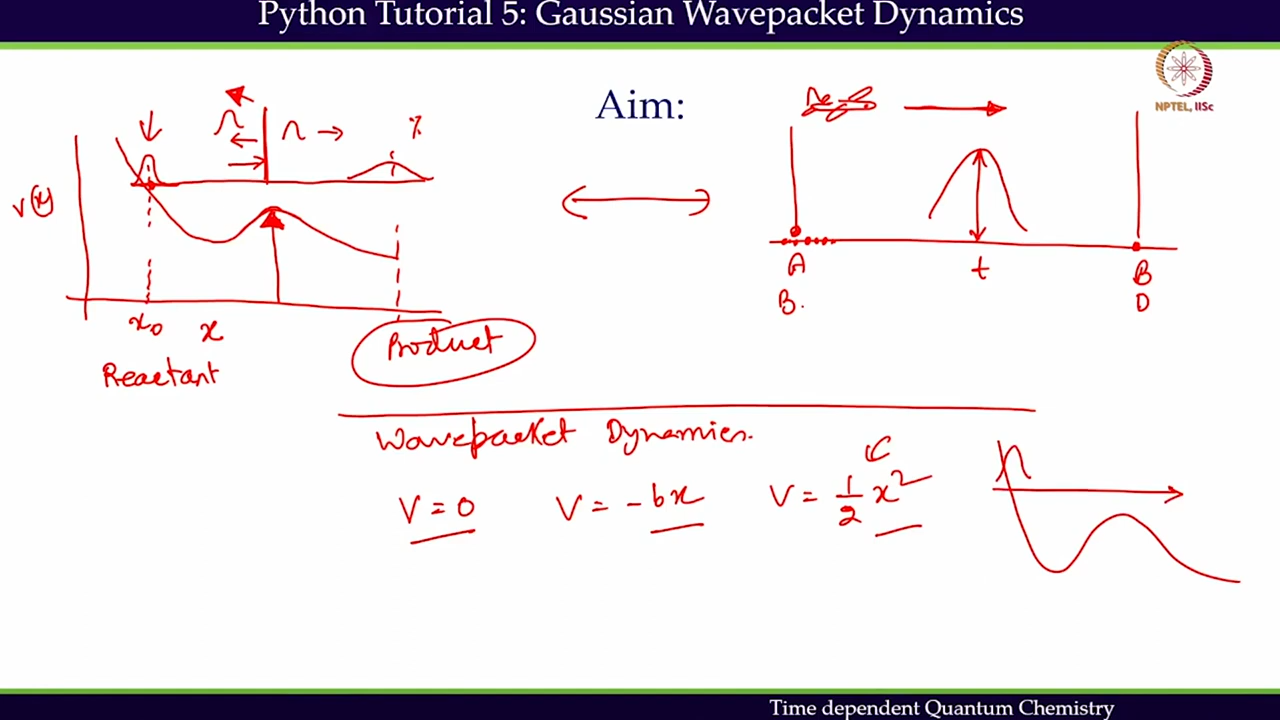 Python Tutorial 5: Gaussian Wavepacket Dynamics
NPTEL, IISc
Aim:
V(x)
x₀
x
Reactant
Product
A
B.
t
B
D
Wavepacket Dynamics.
V = 0
V = -bx
V = 1/2 x²
Time dependent Quantum Chemistry